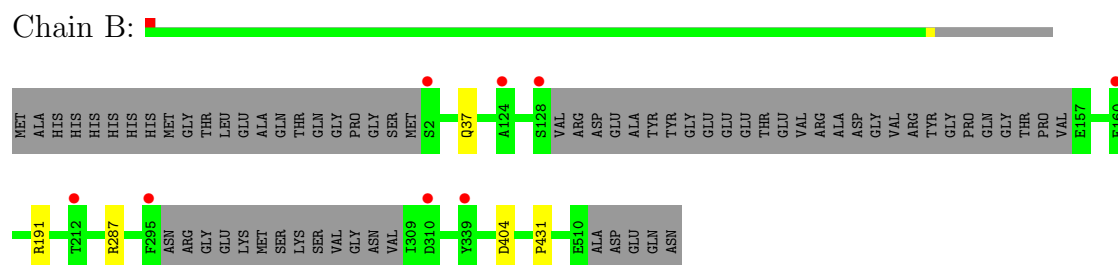 Chain B:
MET ALA HIS HIS HIS HIS HIS HIS MET GLY THR LEU GLU ALA GLN THR GLN GLY PRO GLY SER MET S2 Q37 A124 S128 VAL ARG ASP GLU ALA TYR TYR GLY GLU GLU GLU THR GLU VAL ARG ALA ASP GLY VAL ARG TYR GLY PRO GLN GLY THR PRO VAL E157
R191 T212 R287 F295 ASN ARG GLY GLU LYS MET SER LYS SER VAL GLY ASN VAL I309 D310 Y339 D404 P431 E510 ALA ASP GLU GLN ASN